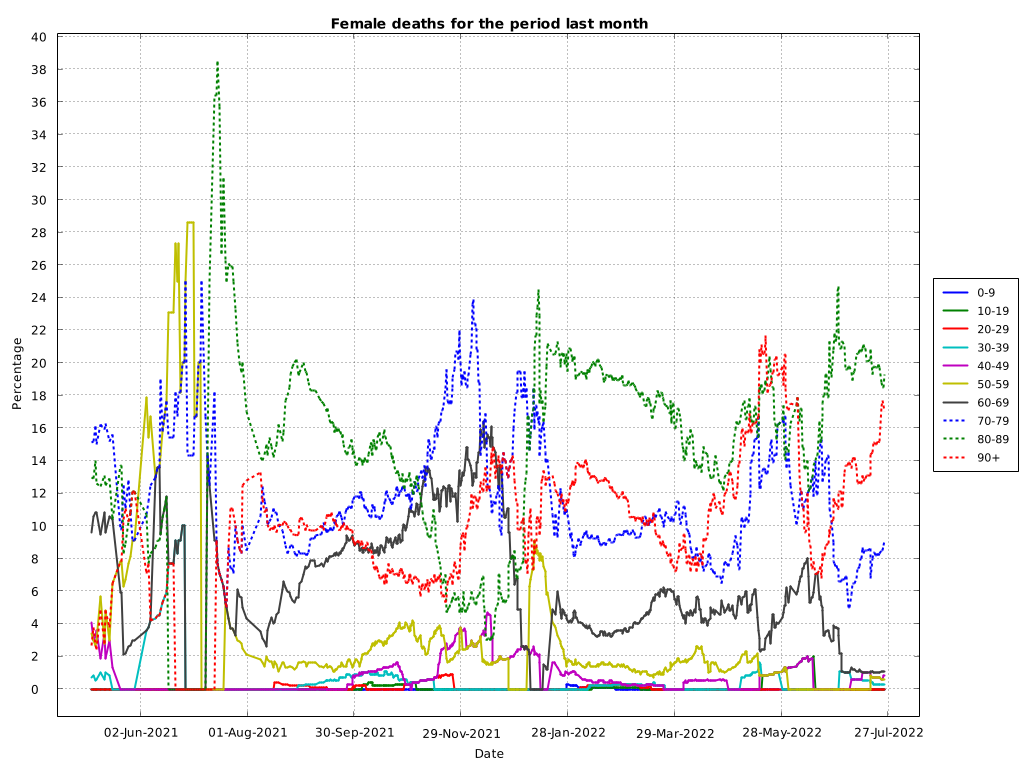 Female deaths for the period last month
Percentage
40
38
36
34
32
30
28
26
24
22
20
18
16
14
12
10
8
6
4
2
0
02-Jun-2021
01-Aug-2021
30-Sep-2021
29-Nov-2021
28-Jan-2022
29-Mar-2022
28-May-2022
27-Jul-2022
Date
0-9
10-19
20-29
30-39
40-49
50-59
60-69
70-79
80-89
90+